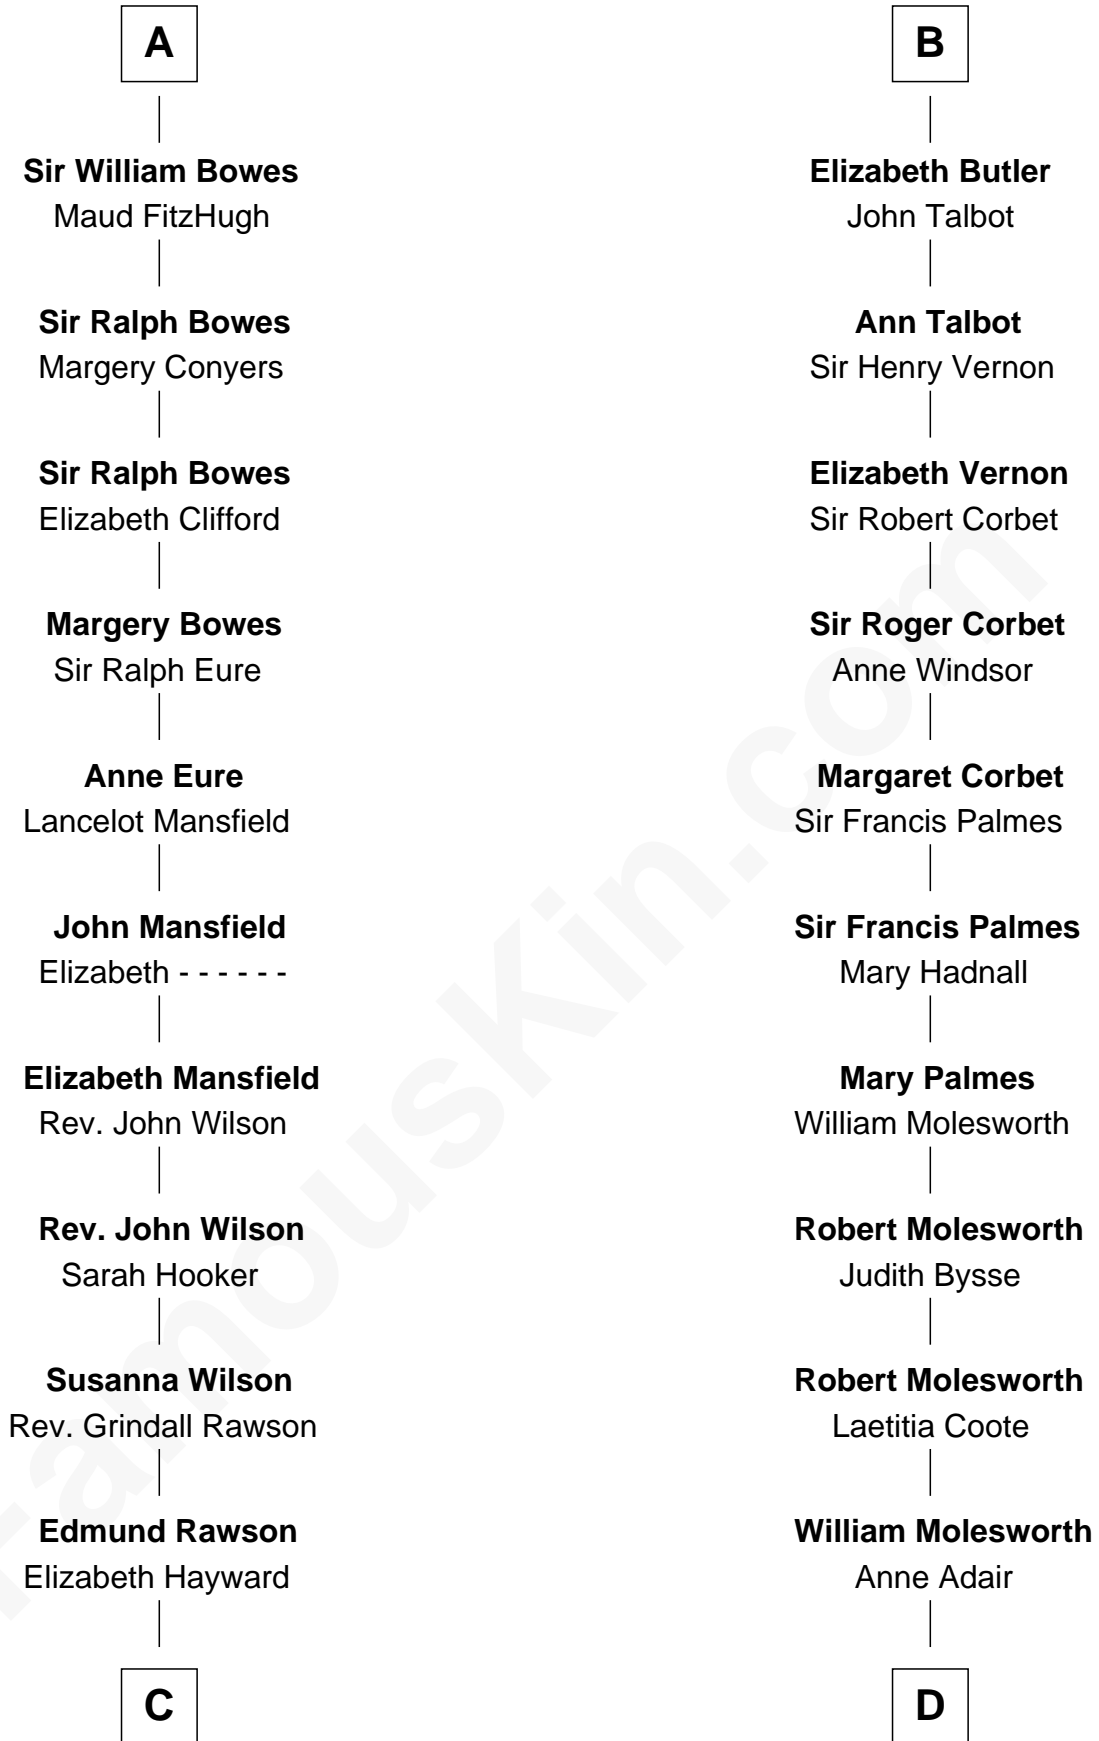 A
Sir William Bowes
Maud FitzHugh
Sir Ralph Bowes
Margery Conyers
Sir Ralph Bowes
Elizabeth Clifford
Margery Bowes
Sir Ralph Eure
Anne Eure
Lancelot Mansfield
John Mansfield
Elizabeth - - - - - -
Elizabeth Mansfield
Rev. John Wilson
Rev. John Wilson
Sarah Hooker
Susanna Wilson
Rev. Grindall Rawson
Edmund Rawson
Elizabeth Hayward
C
B
Elizabeth Butler
John Talbot
Ann Talbot
Sir Henry Vernon
Elizabeth Vernon
Sir Robert Corbet
Sir Roger Corbet
Anne Windsor
Margaret Corbet
Sir Francis Palmes
Sir Francis Palmes
Mary Hadnall
Mary Palmes
William Molesworth
Robert Molesworth
Judith Bysse
Robert Molesworth
Laetitia Coote
William Molesworth
Anne Adair
D
FamousKin.com